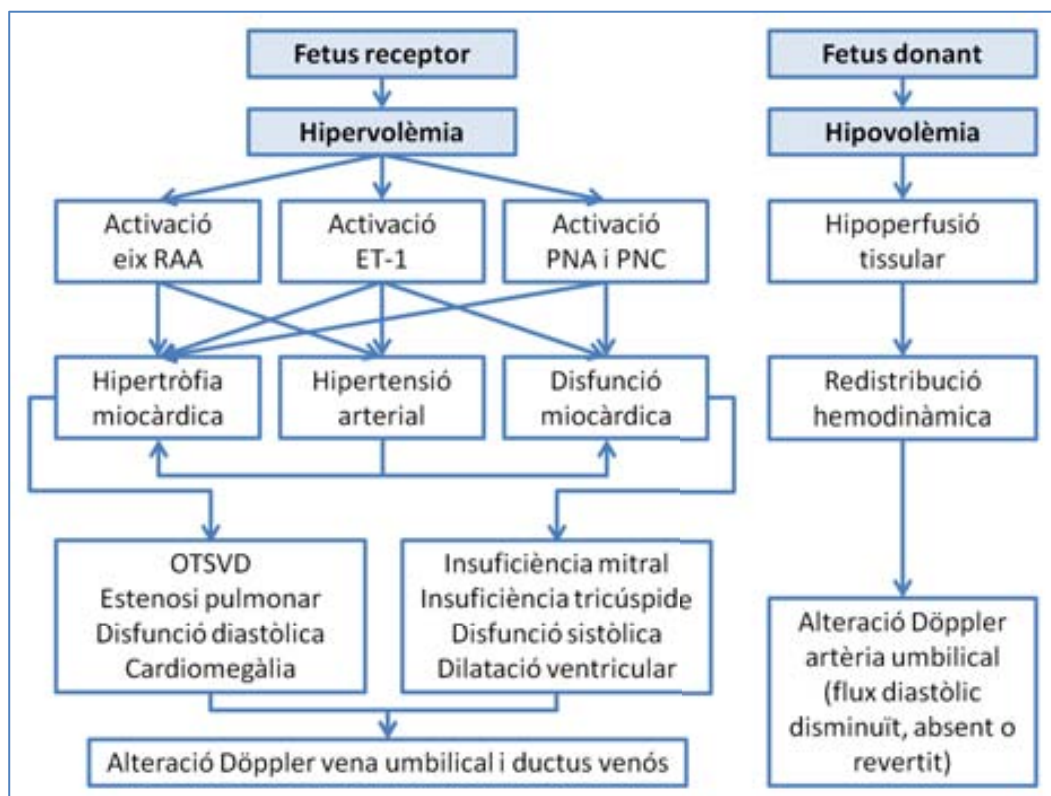 Fetus receptor
Hipervolèmia
Activació
eix RAA
Activació
ET-1
Activació
PNA i PNC
Hipertròfia
miocàrdica
Hipertensió
arterial
Disfunció
miocàrdica
OTSVD
Estenosi pulmonar
Disfunció diastòlica
Cardiomegàlia
Insuficiència mitral
Insuficiència tricúspide
Disfunció sistòlica
Dilatació ventricular
Alteració Döppler vena umbilical i ductus venós
Fetus donant
Hipovolèmia
Hipoperfusió
tissular
Redistribució
hemodinàmica
Alteració Döppler
artèria umbilical
(flux diastòlic
disminuït, absent o
revertit)